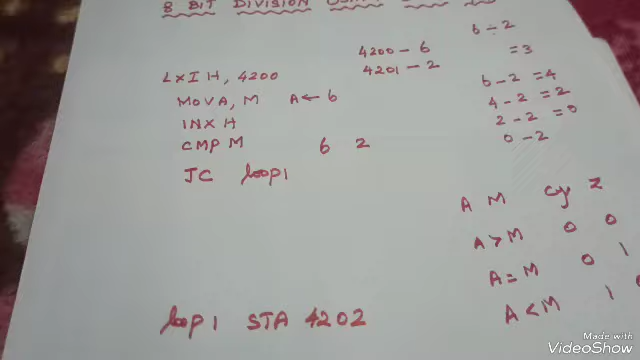 8 BIT DIVISION
LXI H, 4200
MOV A, M A ← 6
INX H
CMP M 6 2
JC loop1
loop1 STA 4202
4200 - 6
4201 - 2
6 ÷ 2
= 3
6 - 2 = 4
4 - 2 = 2
2 - 2 = 0
0 - 2
A M Cy Z
A > M 0 0
A = M 0 1
A < M 1
Made with
VideoShow